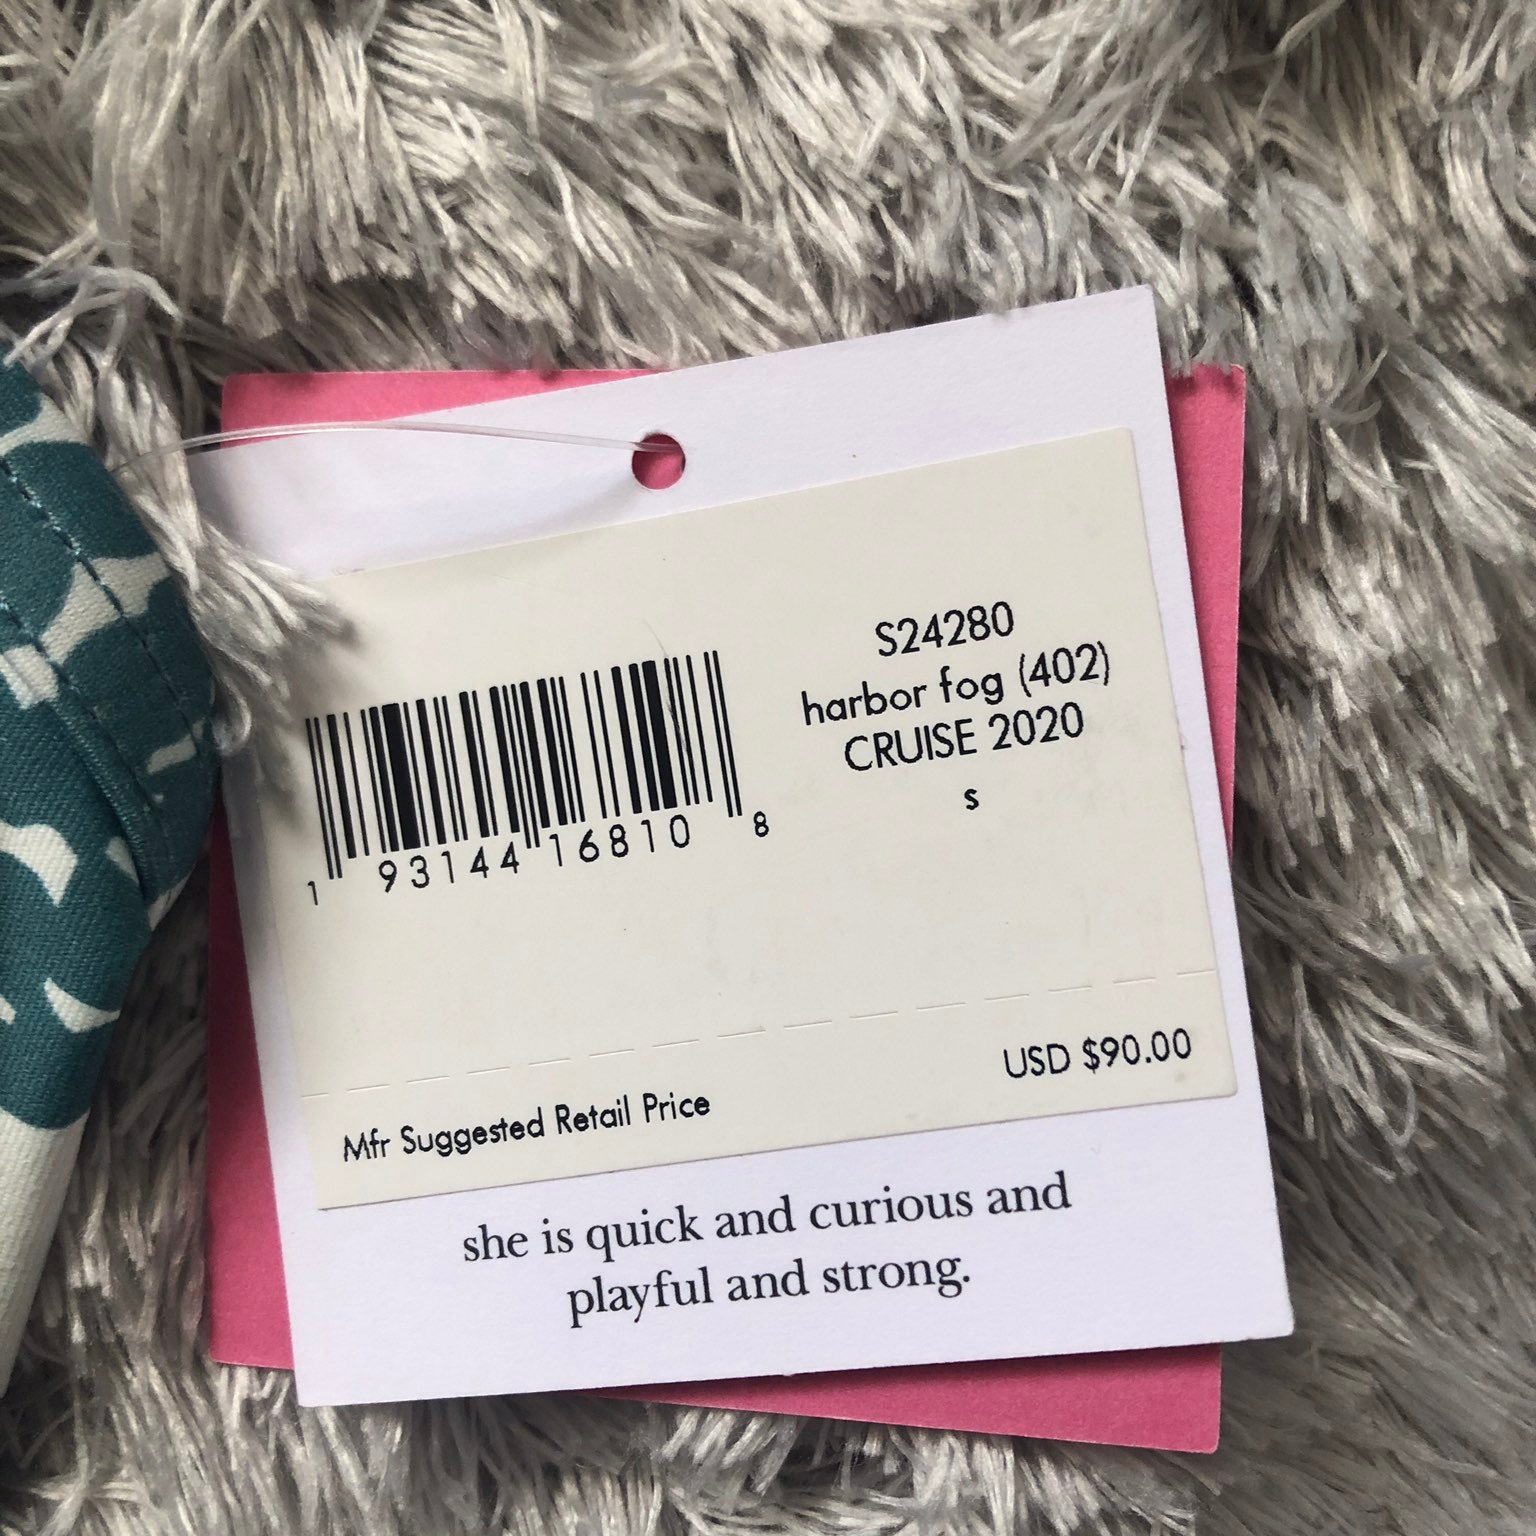 S24280
harbor fog (402)
CRUISE 2020
s
1 93144 16810 8
Mfr Suggested Retail Price USD $90.00
she is quick and curious and
playful and strong.